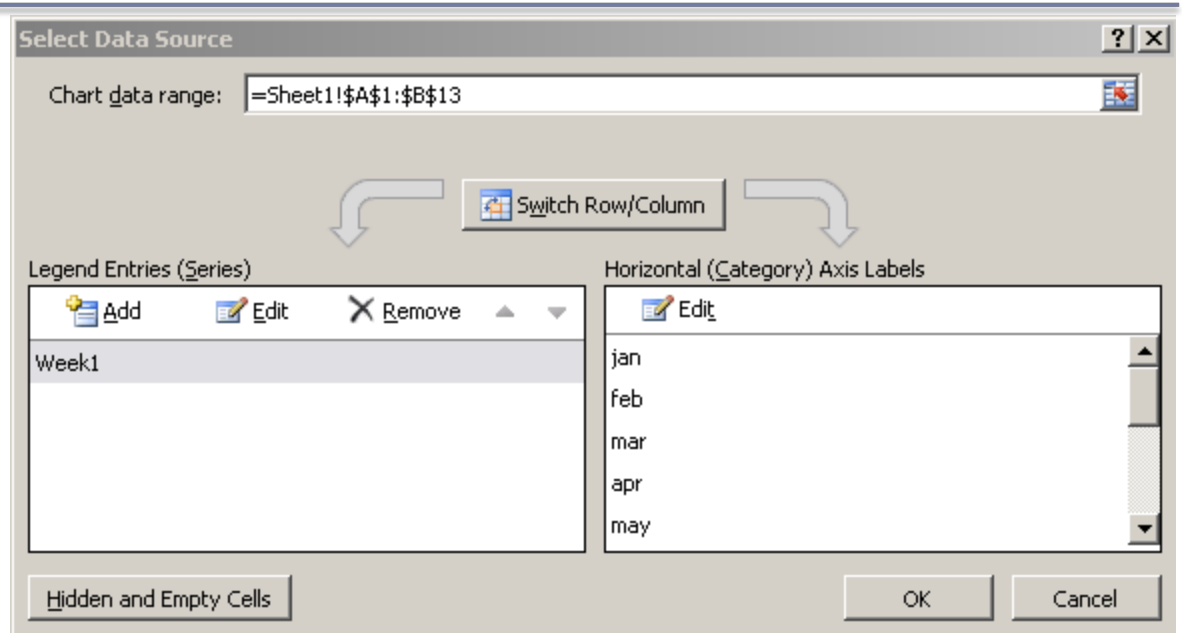 Select Data Source
Chart data range: =Sheet1!$A$1:$B$13
Switch Row/Column
Legend Entries (Series)
Add Edit Remove
Week1
Horizontal (Category) Axis Labels
Edit
jan
feb
mar
apr
may
Hidden and Empty Cells
OK Cancel